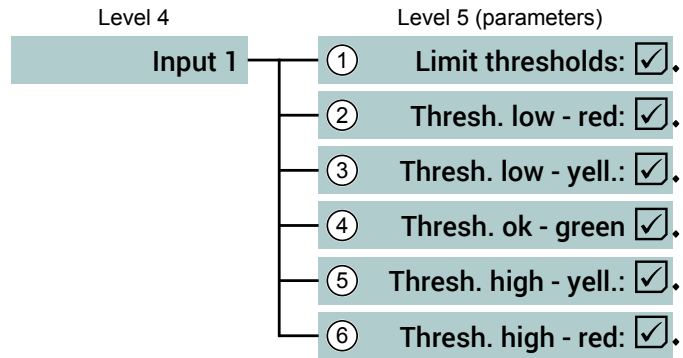 Level 4
Level 5 (parameters)
Input 1
1 Limit thresholds:
2 Thresh. low - red:
3 Thresh. low - yell.:
4 Thresh. ok - green
5 Thresh. high - yell.:
6 Thresh. high - red: